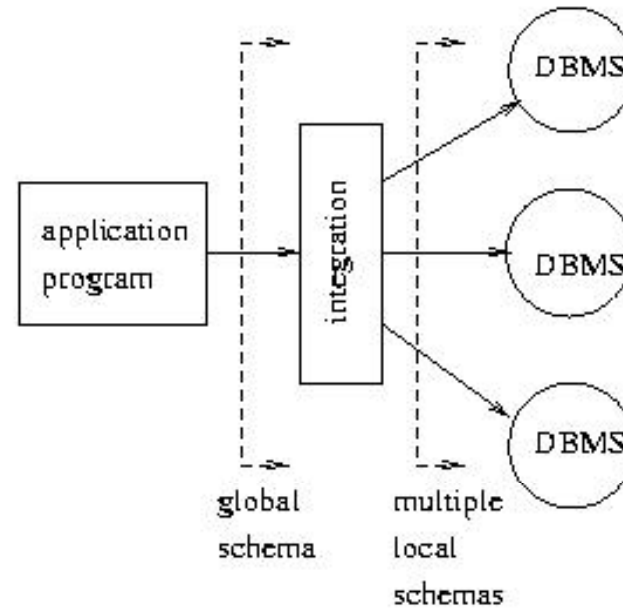 application
program
integration
DBMS
DBMS
DBMS
global
schema
multiple
local
schemas